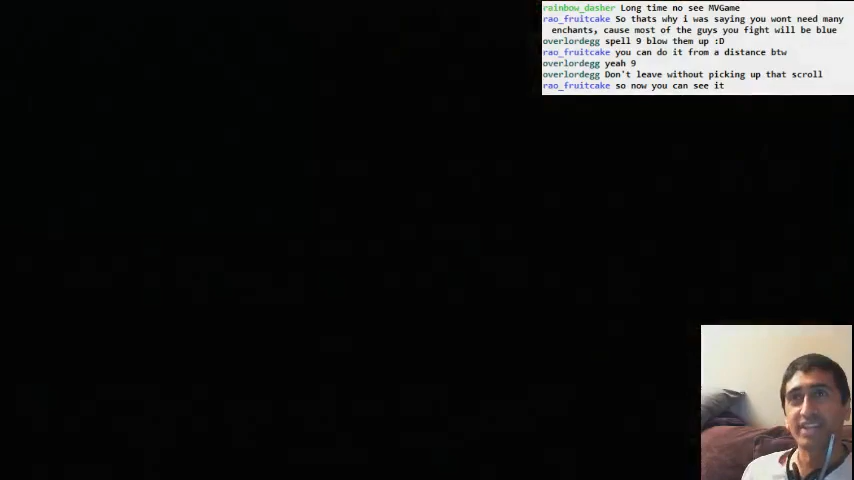 rainbow_dasher Long time no see MVGame
rao_fruitcake So thats why i was saying you wont need many
enchants, cause most of the guys you fight will be blue
overlordegg spell 9 blow them up :D
rao_fruitcake you can do it from a distance btw
overlordegg yeah 9
overlordegg Don't leave without picking up that scroll
rao_fruitcake so now you can see it